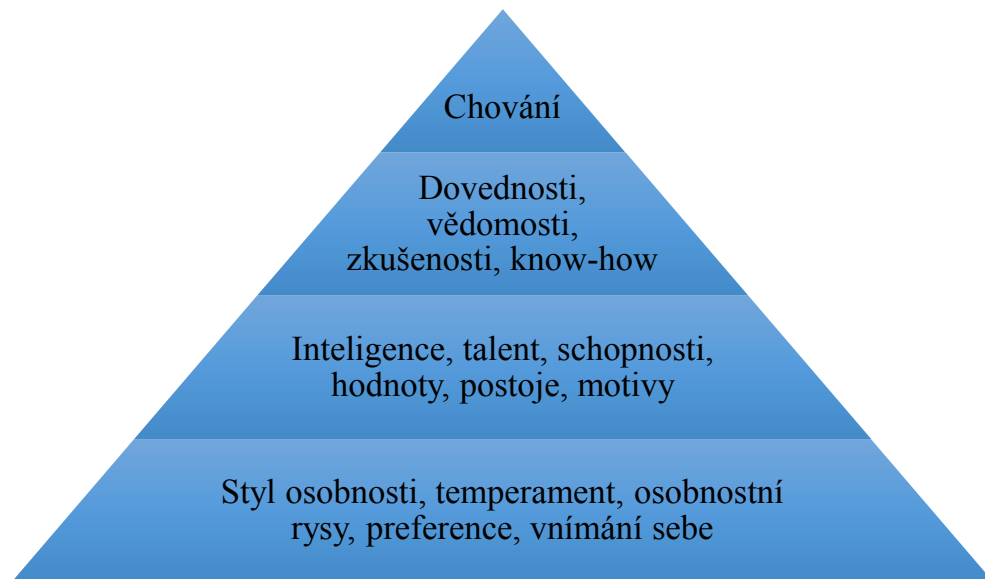 Chování
Dovednosti,
vědomosti,
zkušenosti, know-how
Inteligence, talent, schopnosti,
hodnoty, postoje, motivy
Styl osobnosti, temperament, osobnostní
rysy, preference, vnímání sebe